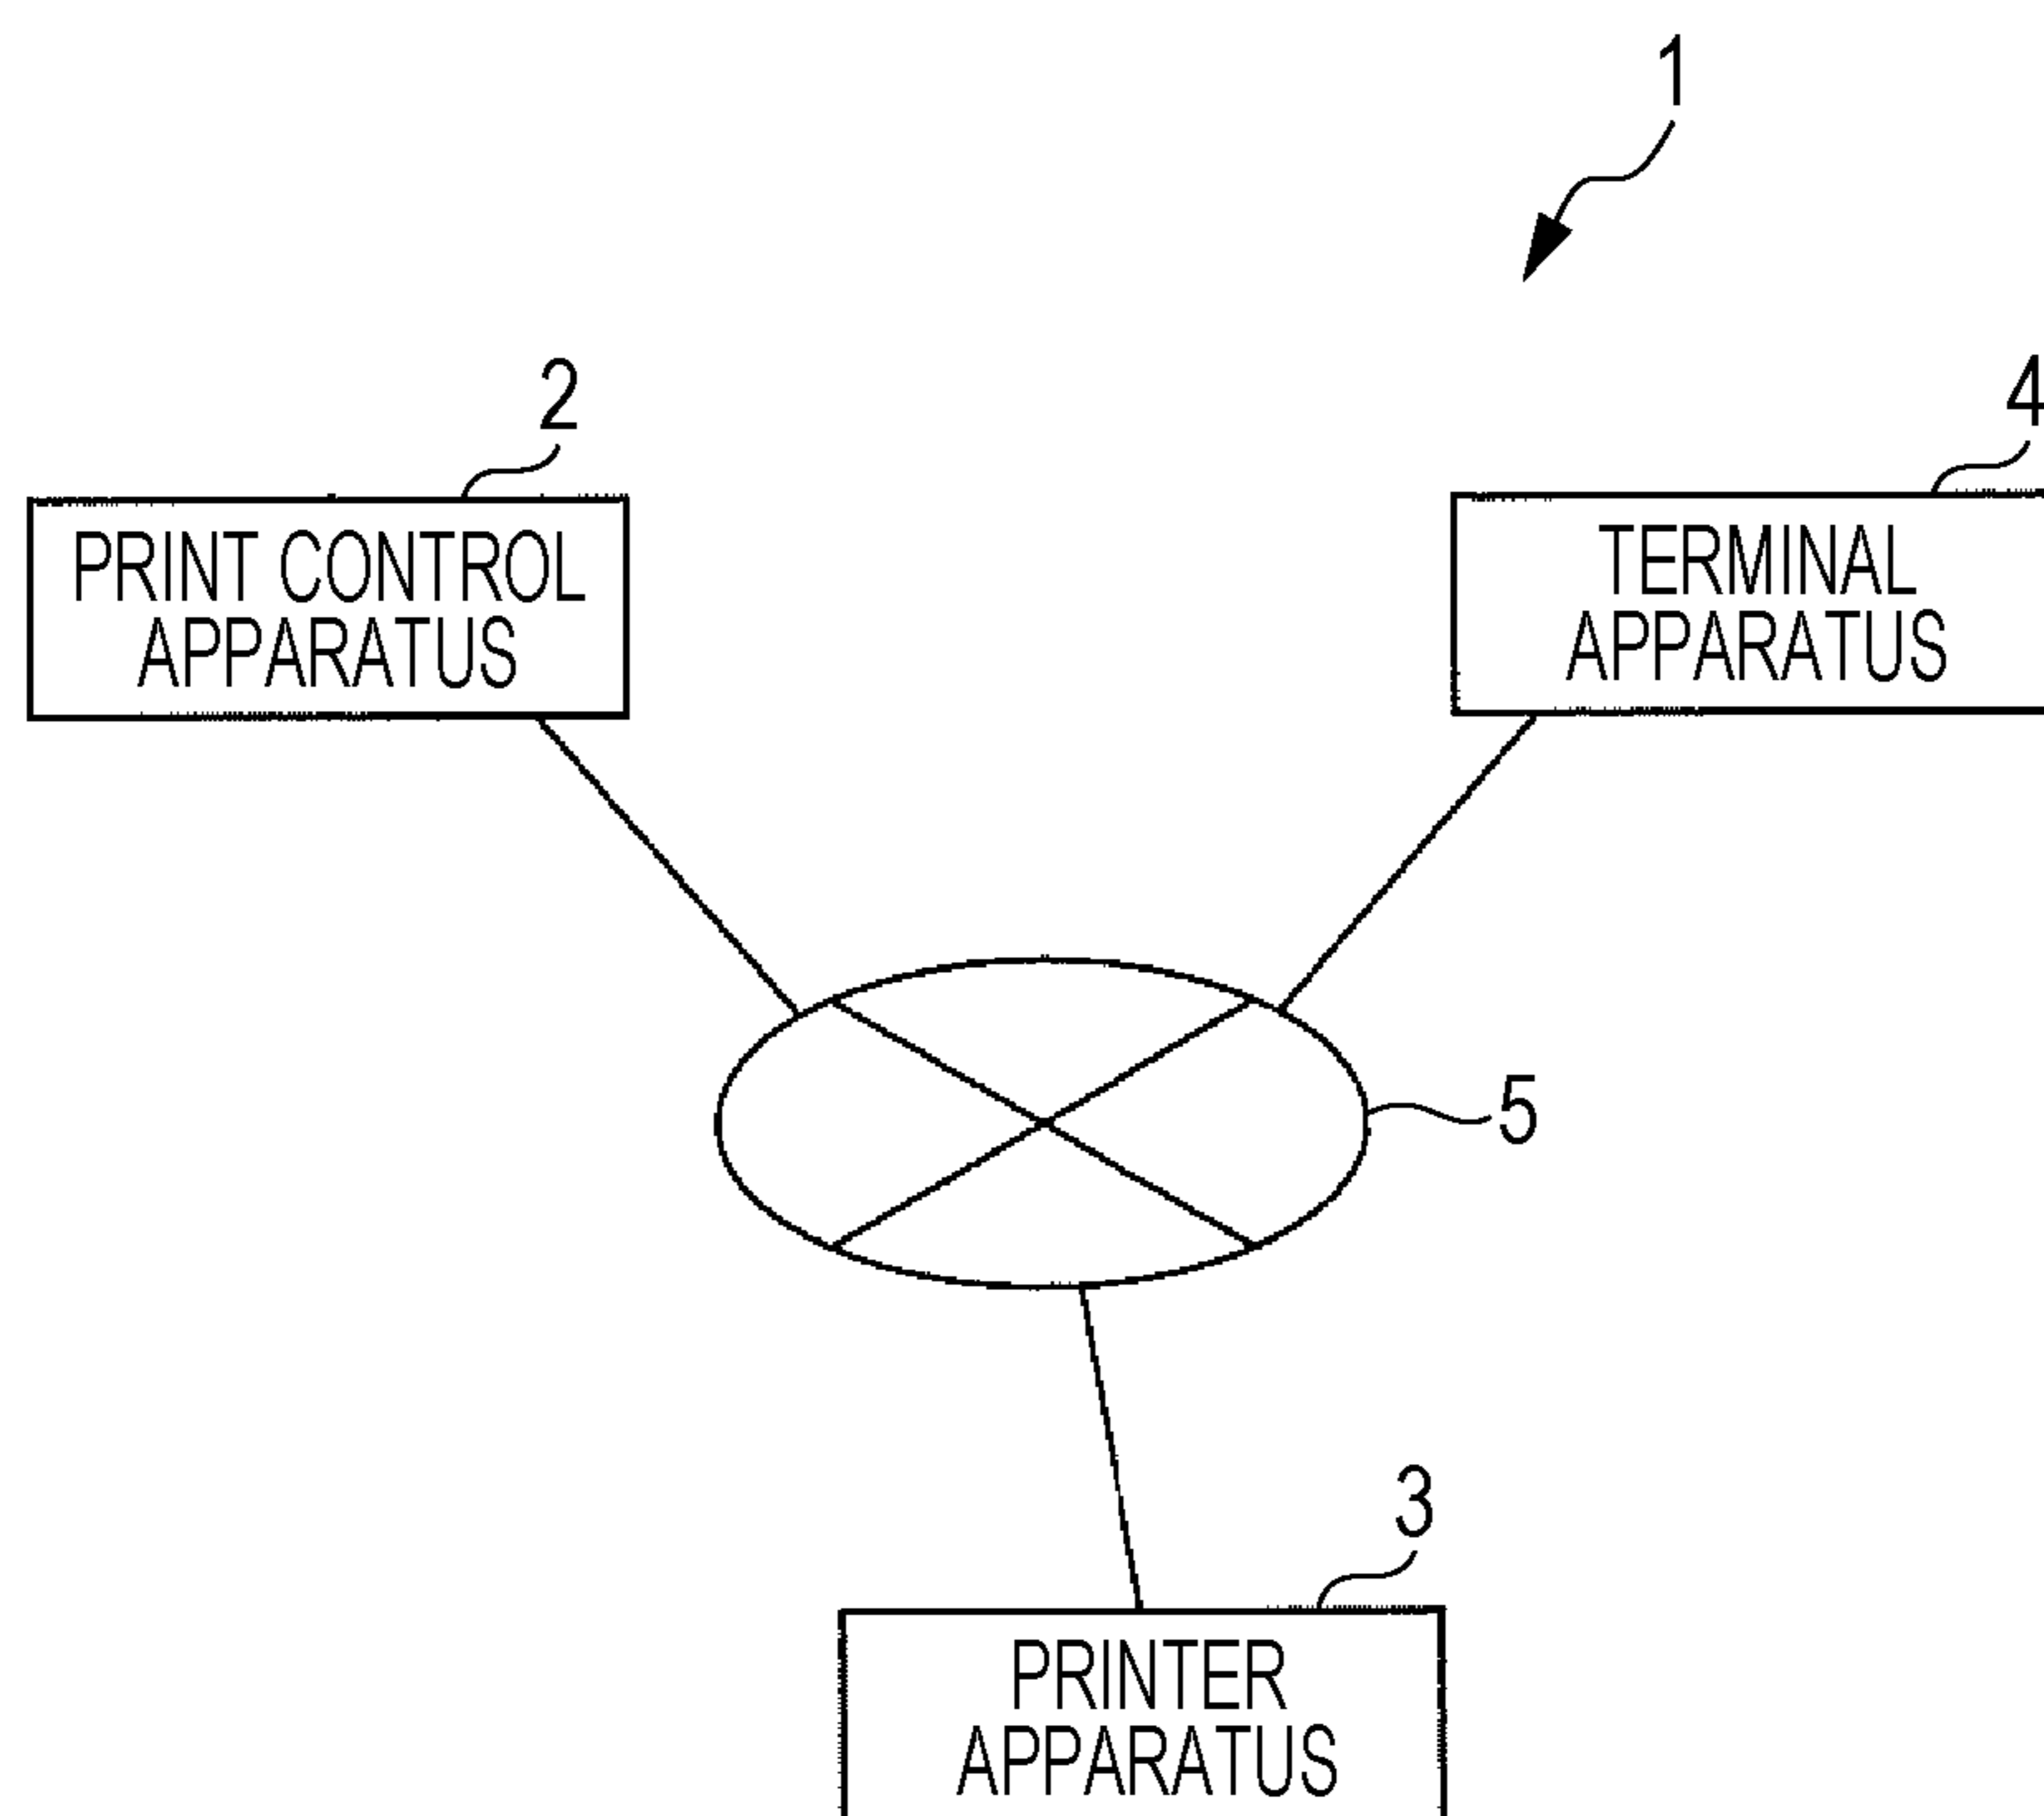 1
2
4
PRINT CONTROL
APPARATUS
TERMINAL
APPARATUS
5
3
PRINTER
APPARATUS